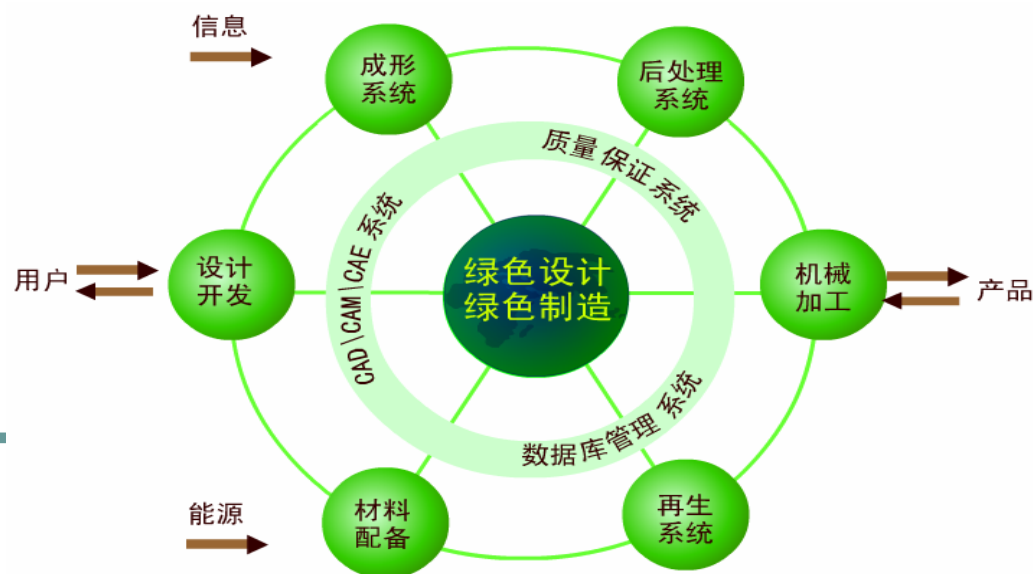 信息
成形
系统
后处理
系统
质量 保证 系统
CAD\CAM\CAE 系统
用户
设计
开发
绿色设计
绿色制造
机械
加工
产品
数据库管理 系统
能源
材料
配备
再生
系统